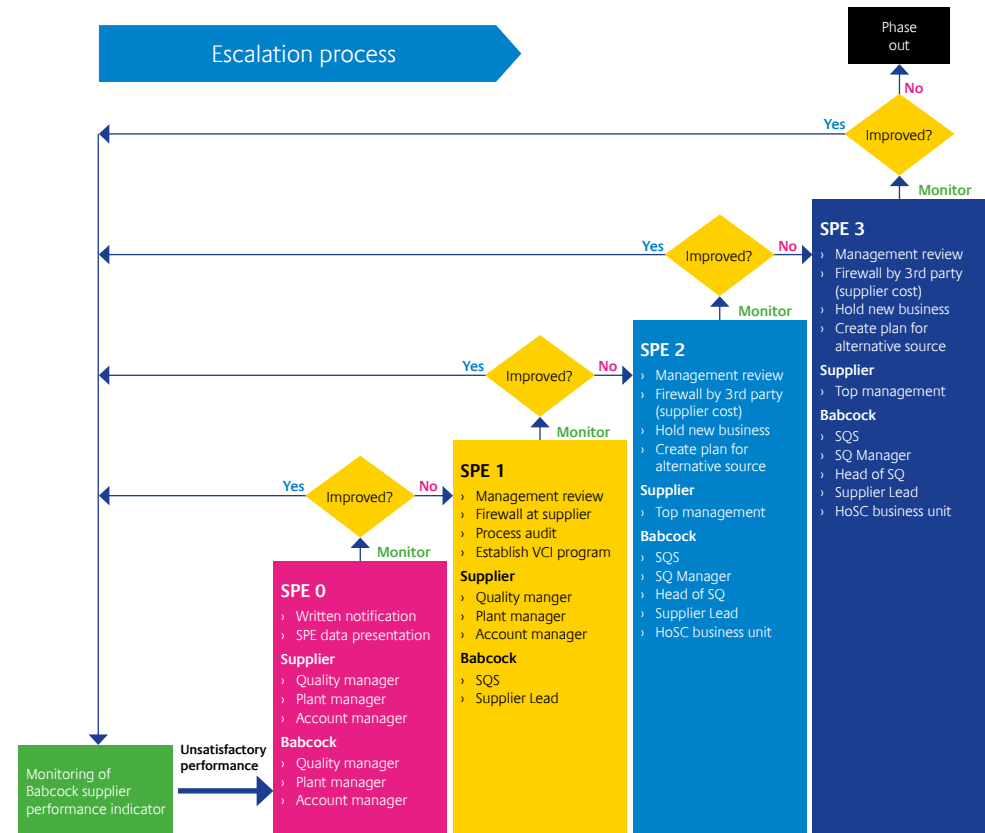 Escalation process
Phase
out
No
Yes
Improved?
Monitor
SPE 3
› Management review
› Firewall by 3rd party
(supplier cost)
› Hold new business
› Create plan for
alternative source
Supplier
› Top management
Babcock
› SQS
› SQ Manager
› Head of SQ
› Supplier Lead
› HoSC business unit
Yes
Improved?
No
Monitor
SPE 2
› Management review
› Firewall by 3rd party
(supplier cost)
› Hold new business
› Create plan for
alternative source
Supplier
› Top management
Babcock
› SQS
› SQ Manager
› Head of SQ
› Supplier Lead
› HoSC business unit
Yes
Improved?
No
Monitor
SPE 1
› Management review
› Firewall at supplier
› Process audit
› Establish VCI program
Supplier
› Quality manger
› Plant manager
› Account manager
Babcock
› SQS
› Supplier Lead
Yes
Improved?
No
Monitor
SPE 0
› Written notification
› SPE data presentation
Supplier
› Quality manager
› Plant manager
› Account manager
Babcock
› Quality manager
› Plant manager
› Account manager
Unsatisfactory
performance
Monitoring of
Babcock supplier
performance indicator